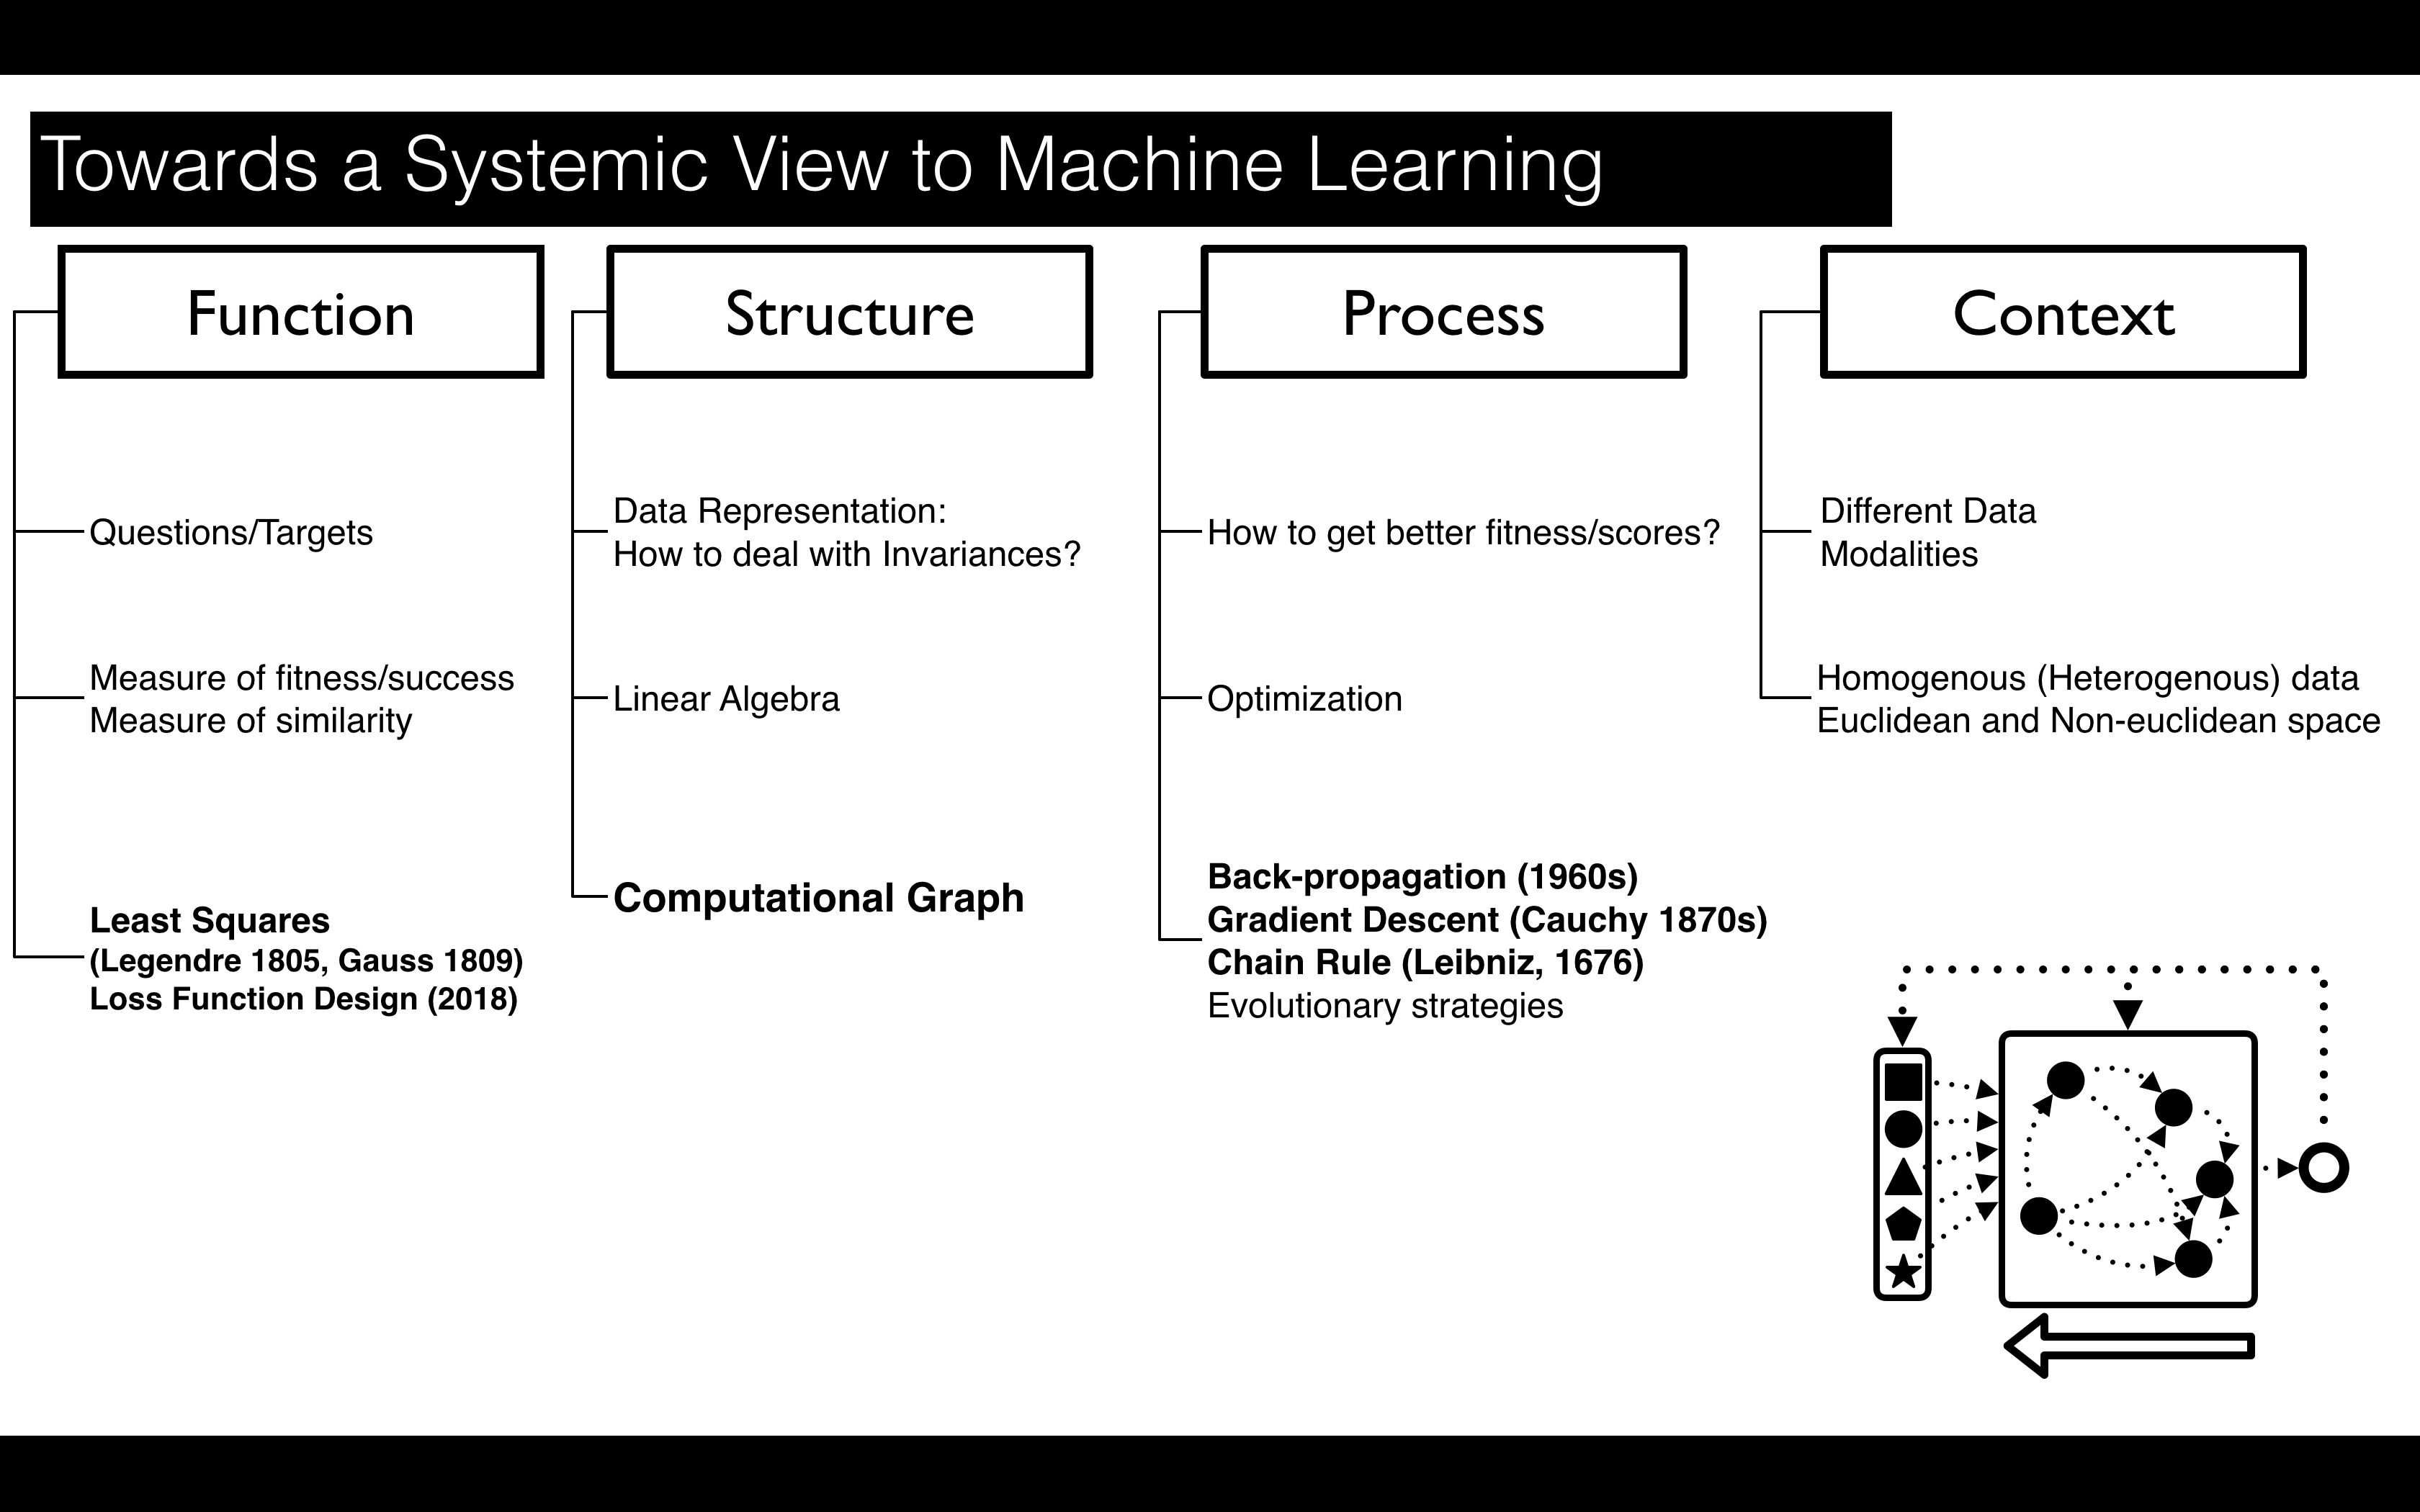 Towards a Systemic View to Machine Learning
Function
Questions/Targets
Measure of fitness/success
Measure of similarity
Least Squares
(Legendre 1805, Gauss 1809)
Loss Function Design (2018)
Structure
Data Representation:
How to deal with Invariances?
Linear Algebra
Computational Graph
Process
How to get better fitness/scores?
Optimization
Back-propagation (1960s)
Gradient Descent (Cauchy 1870s)
Chain Rule (Leibniz, 1676)
Evolutionary strategies
Context
Different Data
Modalities
Homogenous (Heterogenous) data
Euclidean and Non-euclidean space